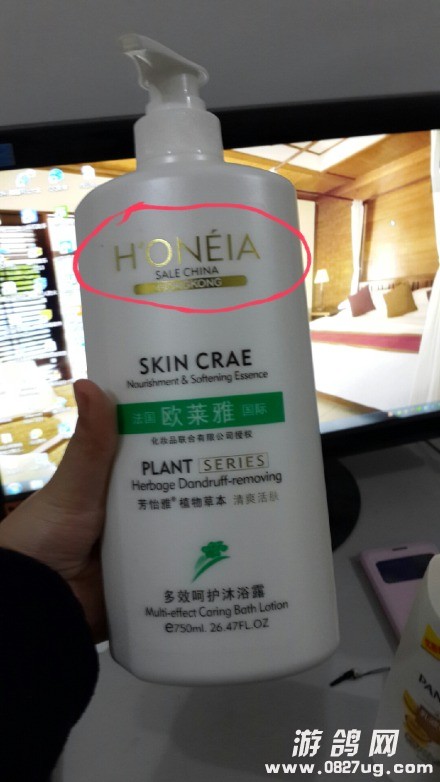 H'ONÉIA
SALE CHINA
SKIN CRAE
Nourishment & Softening Essence
法国 欧莱雅 国际
化妆品联合有限公司授权
PLANT SERIES
Herbage Dandruff-removing
芳怡雅® 植物草本 清爽活肤
多效呵护沐浴露
Multi-effect Caring Bath Lotion
e750ml. 26.47FL.OZ
PAN
游鸽网
www.0827ug.com